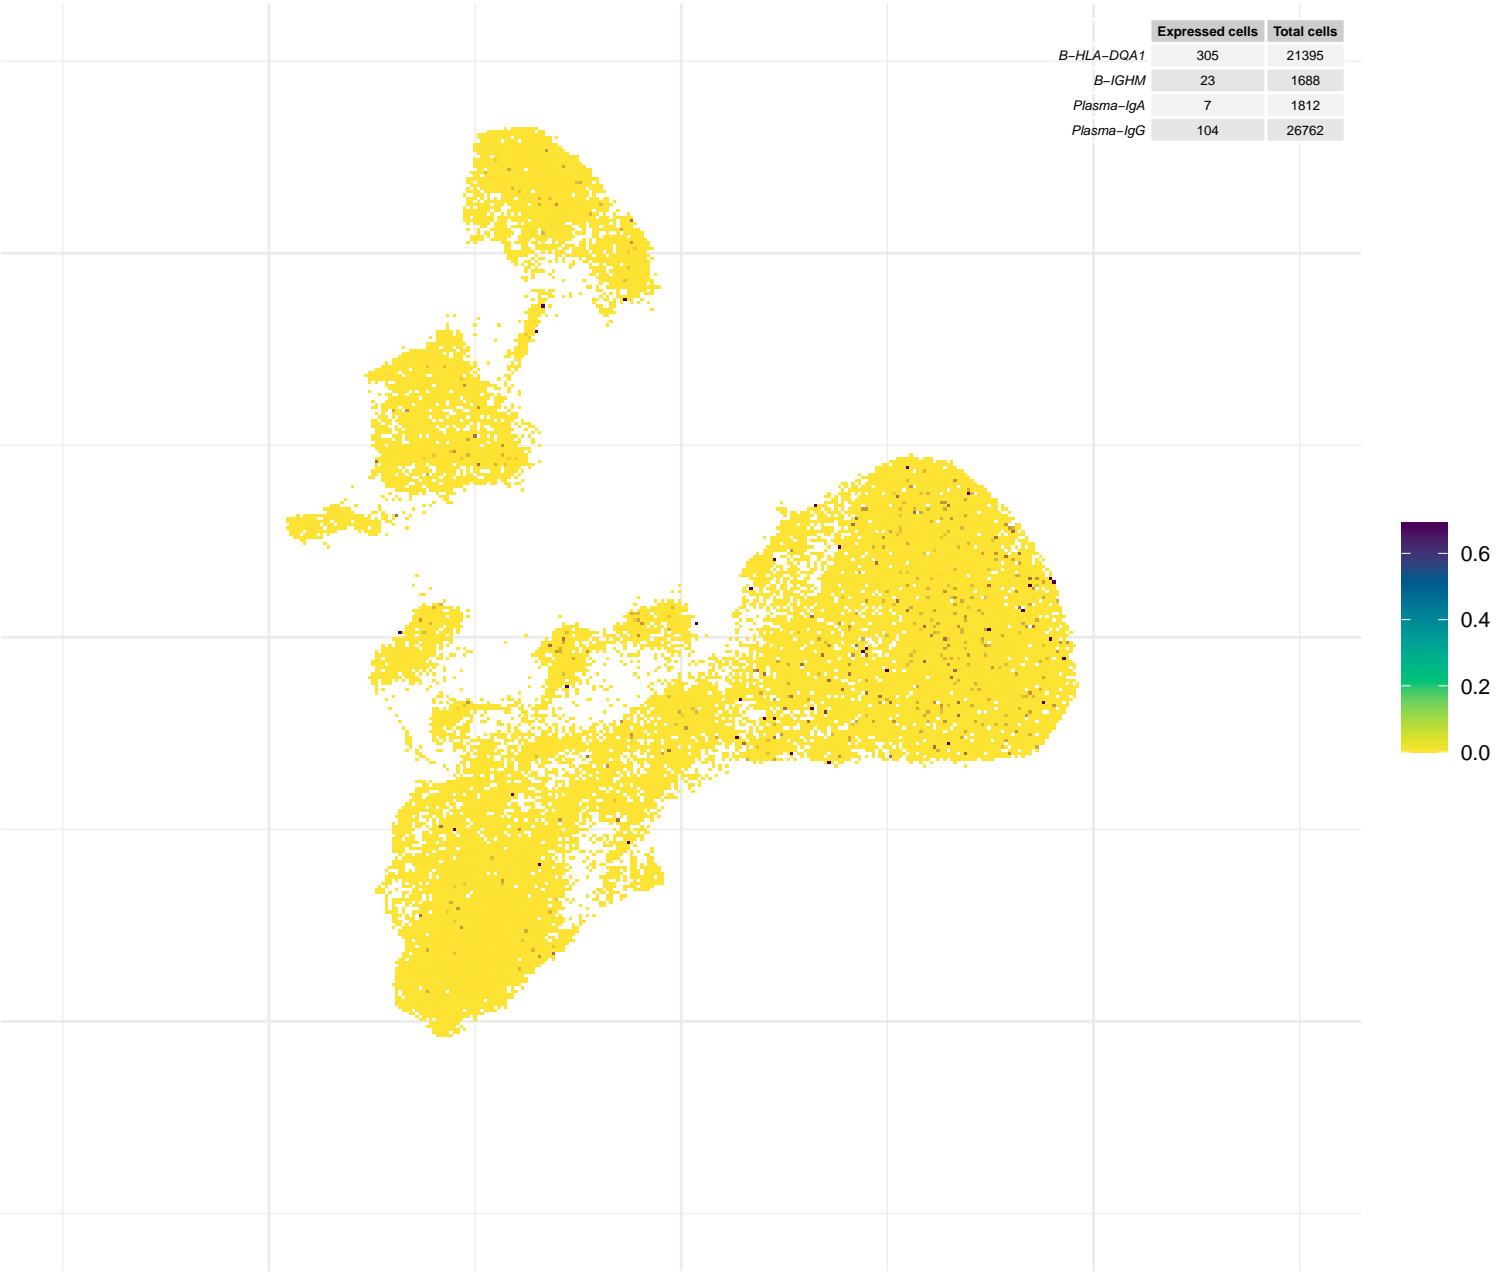 Expressed cells Total cells
B−HLA−DQA1 305 21395
B−IGHM 23 1688
Plasma−IgA 7 1812
Plasma−IgG 104 26762
0.6
0.4
0.2
0.0